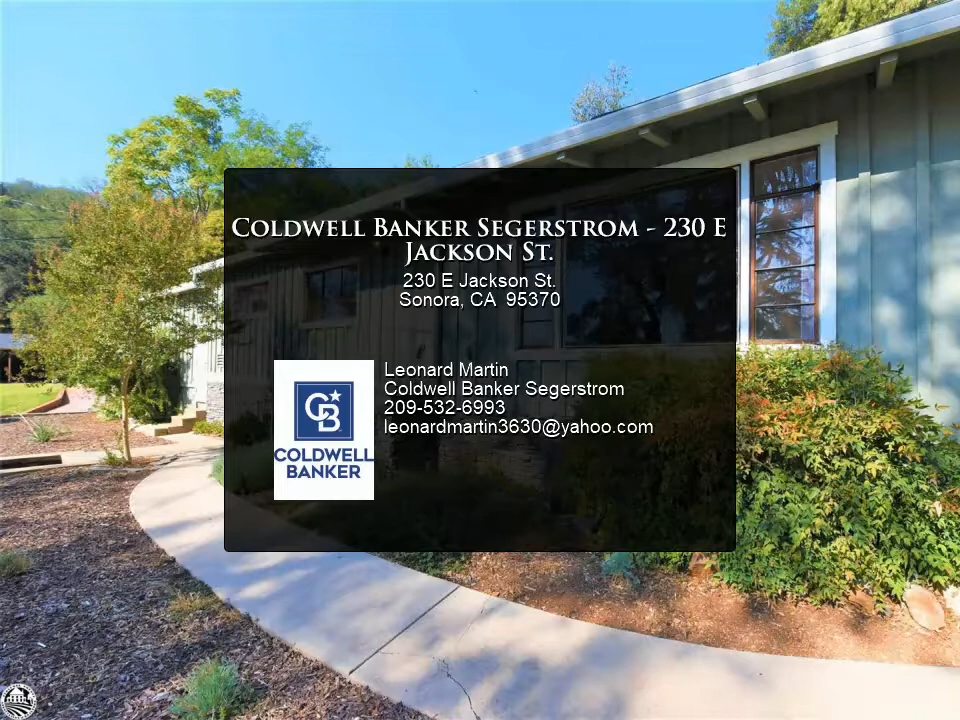 Coldwell Banker Segerstrom - 230 E
Jackson St.
230 E Jackson St.
Sonora, CA 95370
Leonard Martin
Coldwell Banker Segerstrom
209-532-6993
leonardmartin3630@yahoo.com
CB
COLDWELL
BANKER